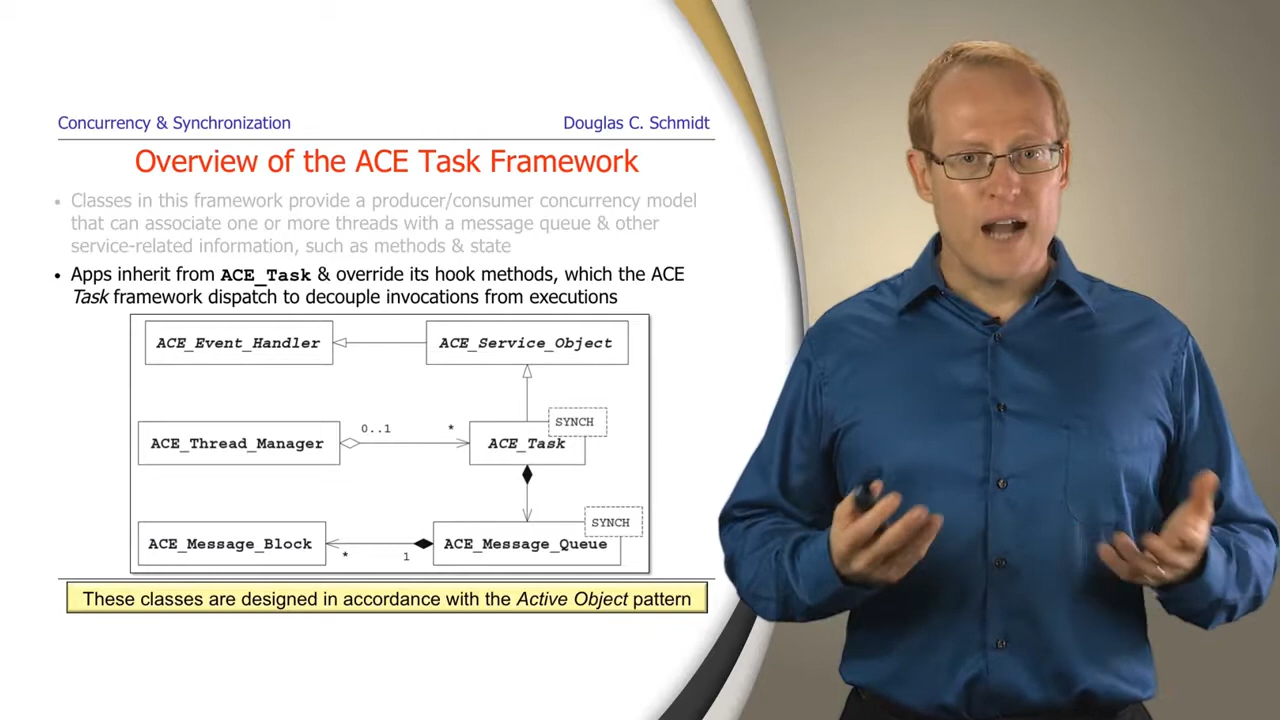 Concurrency & Synchronization
Douglas C. Schmidt
Overview of the ACE Task Framework
• Classes in this framework provide a producer/consumer concurrency model
that can associate one or more threads with a message queue & other
service-related information, such as methods & state
• Apps inherit from ACE_Task & override its hook methods, which the ACE
Task framework dispatch to decouple invocations from executions
ACE_Event_Handler
ACE_Service_Object
SYNCH
0..1
*
ACE_Thread_Manager
ACE_Task
SYNCH
ACE_Message_Block
*
1
ACE_Message_Queue
These classes are designed in accordance with the Active Object pattern